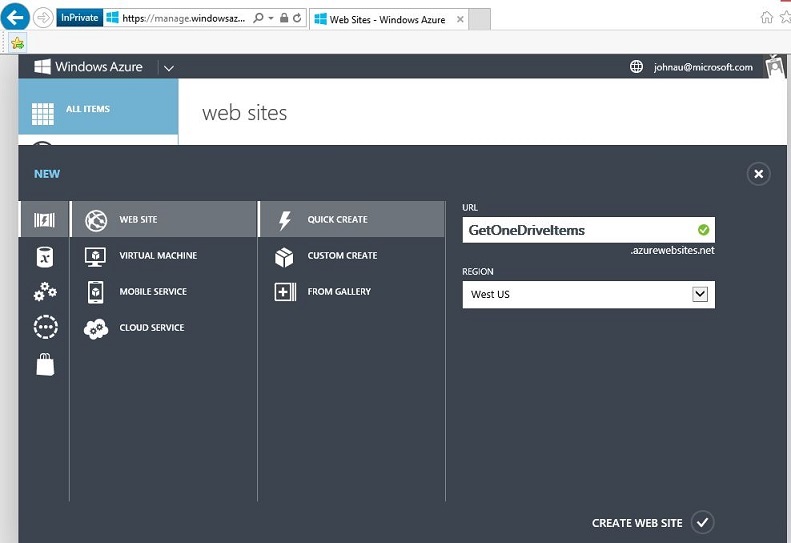 InPrivate
https://manage.windowsaz...
Web Sites - Windows Azure
Windows Azure
johnau@microsoft.com
ALL ITEMS
web sites
NEW
WEB SITE
VIRTUAL MACHINE
MOBILE SERVICE
CLOUD SERVICE
QUICK CREATE
CUSTOM CREATE
FROM GALLERY
URL
GetOneDriveItems
.azurewebsites.net
REGION
West US
CREATE WEB SITE